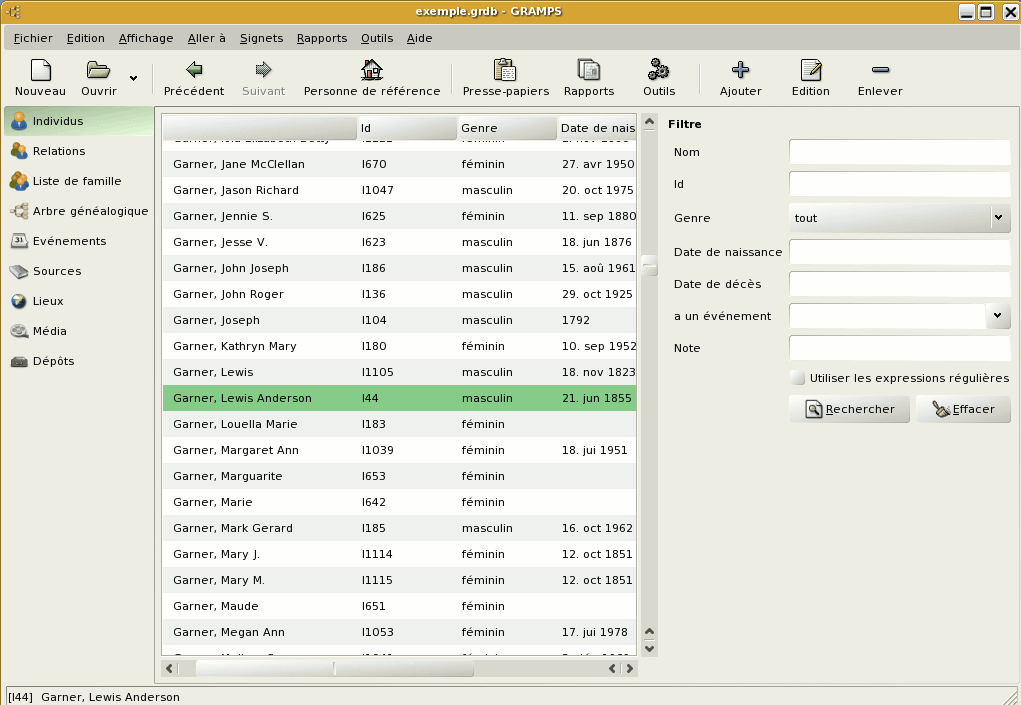 exemple.grdb - GRAMPS
Fichier Edition Affichage Aller à Signets Rapports Outils Aide
Nouveau Ouvrir Précédent Suivant Personne de référence Presse-papiers Rapports Outils Ajouter Edition Enlever
Individus
Relations
Liste de famille
Arbre généalogique
Evénements
Sources
Lieux
Média
Dépôts
Id Genre Date de nais
Garner, Jane McClellan I670 féminin 27. avr 1950
Garner, Jason Richard I1047 masculin 20. oct 1975
Garner, Jennie S. I625 féminin 11. sep 1880
Garner, Jesse V. I623 masculin 18. jun 1876
Garner, John Joseph I186 masculin 15. aoû 1961
Garner, John Roger I136 masculin 29. oct 1925
Garner, Joseph I104 masculin 1792
Garner, Kathryn Mary I180 féminin 10. sep 1952
Garner, Lewis I1105 masculin 18. nov 1823
Garner, Lewis Anderson I44 masculin 21. jun 1855
Garner, Louella Marie I183 féminin
Garner, Margaret Ann I1039 féminin 18. jui 1951
Garner, Marguarite I653 féminin
Garner, Marie I642 féminin
Garner, Mark Gerard I185 masculin 16. oct 1962
Garner, Mary J. I1114 féminin 12. oct 1851
Garner, Mary M. I1115 féminin 12. oct 1851
Garner, Maude I651 féminin
Garner, Megan Ann I1053 féminin 17. jui 1978
Filtre
Nom
Id
Genre tout
Date de naissance
Date de décès
a un événement
Note
Utiliser les expressions régulières
Rechercher Effacer
[I44] Garner, Lewis Anderson